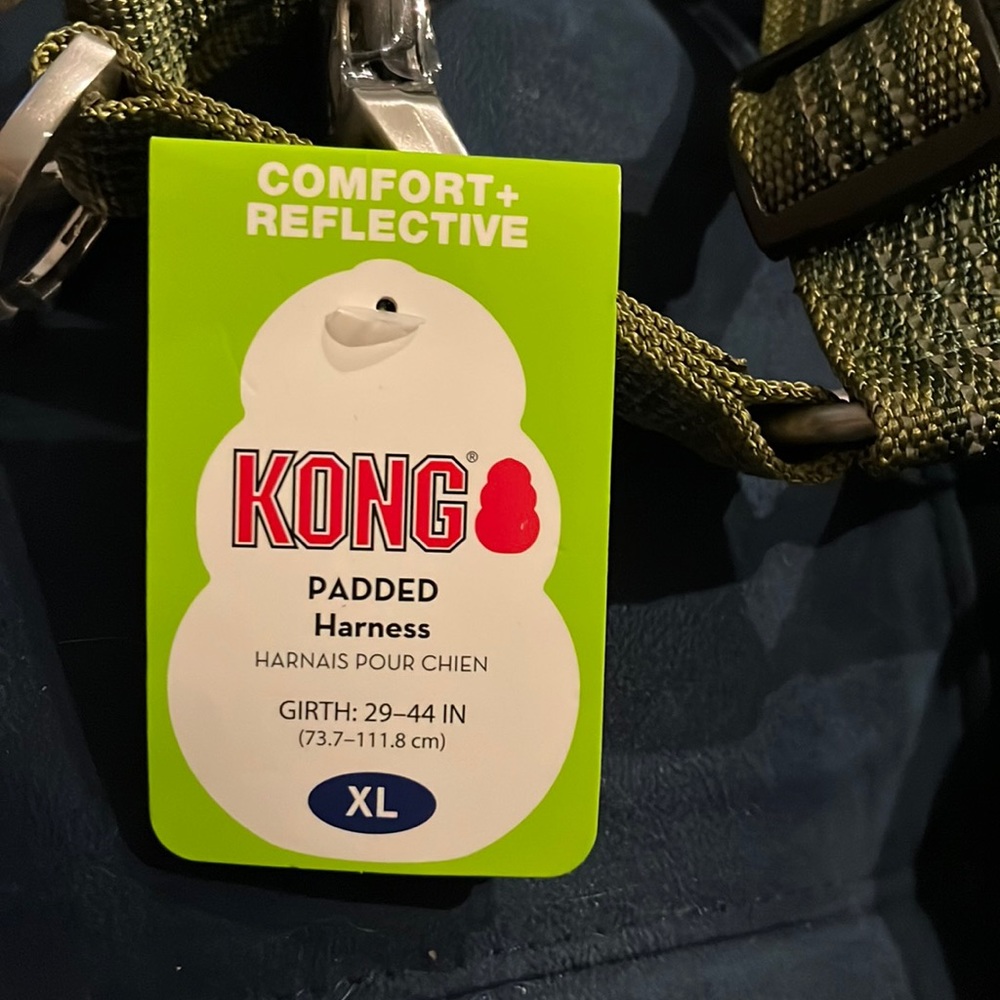 COMFORT+
REFLECTIVE
KONG®
PADDED
Harness
HARNAIS POUR CHIEN
GIRTH: 29–44 IN
(73.7–111.8 cm)
XL